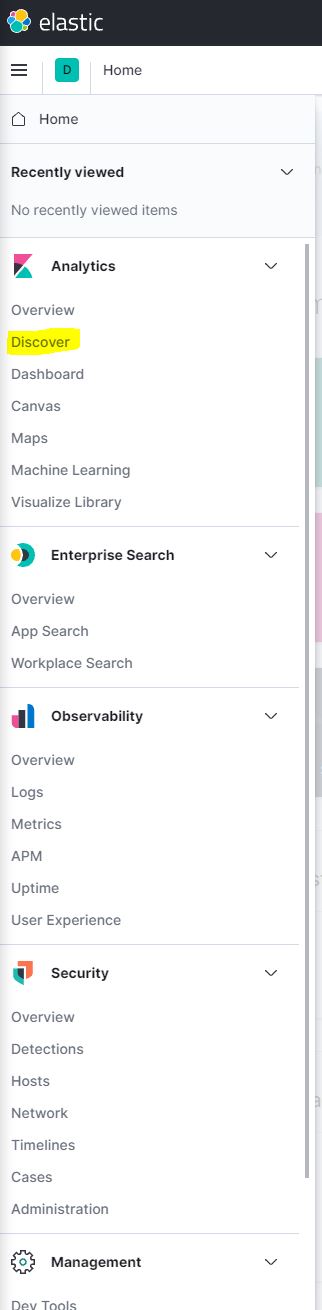 elastic
D Home
Home
Recently viewed
No recently viewed items
Analytics
Overview
Discover
Dashboard
Canvas
Maps
Machine Learning
Visualize Library
Enterprise Search
Overview
App Search
Workplace Search
Observability
Overview
Logs
Metrics
APM
Uptime
User Experience
Security
Overview
Detections
Hosts
Network
Timelines
Cases
Administration
Management
Dev Tools